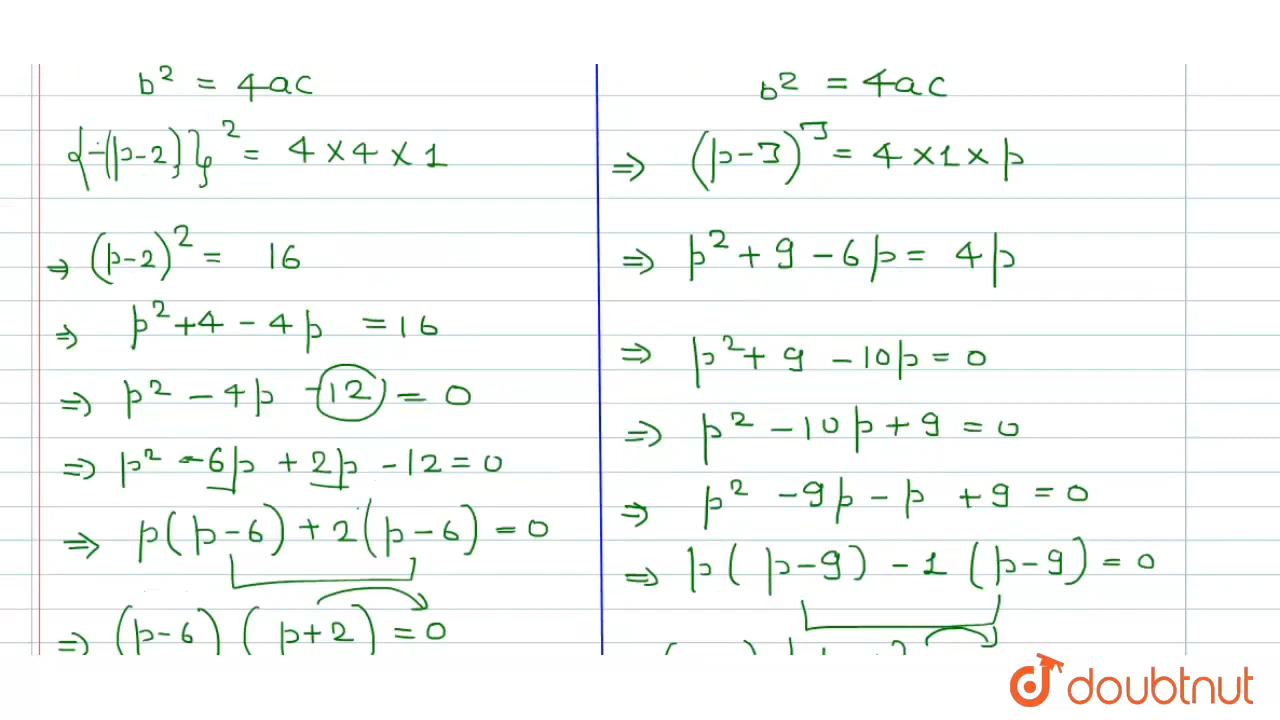 b² = 4ac
{-(p-2)}² = 4 × 4 × 1
⇒ (p-2)² = 16
⇒ p² + 4 - 4p = 16
⇒ p² - 4p - 12 = 0
⇒ p² - 6p + 2p - 12 = 0
⇒ p(p-6) + 2(p-6) = 0
⇒ (p-6) (p+2) = 0
b² = 4ac
⇒ (p-3)³ = 4 × 1 × p
⇒ p² + 9 - 6p = 4p
⇒ p² + 9 - 10p = 0
⇒ p² - 10p + 9 = 0
⇒ p² - 9p - p + 9 = 0
⇒ p(p-9) - 1(p-9) = 0
doubtnut